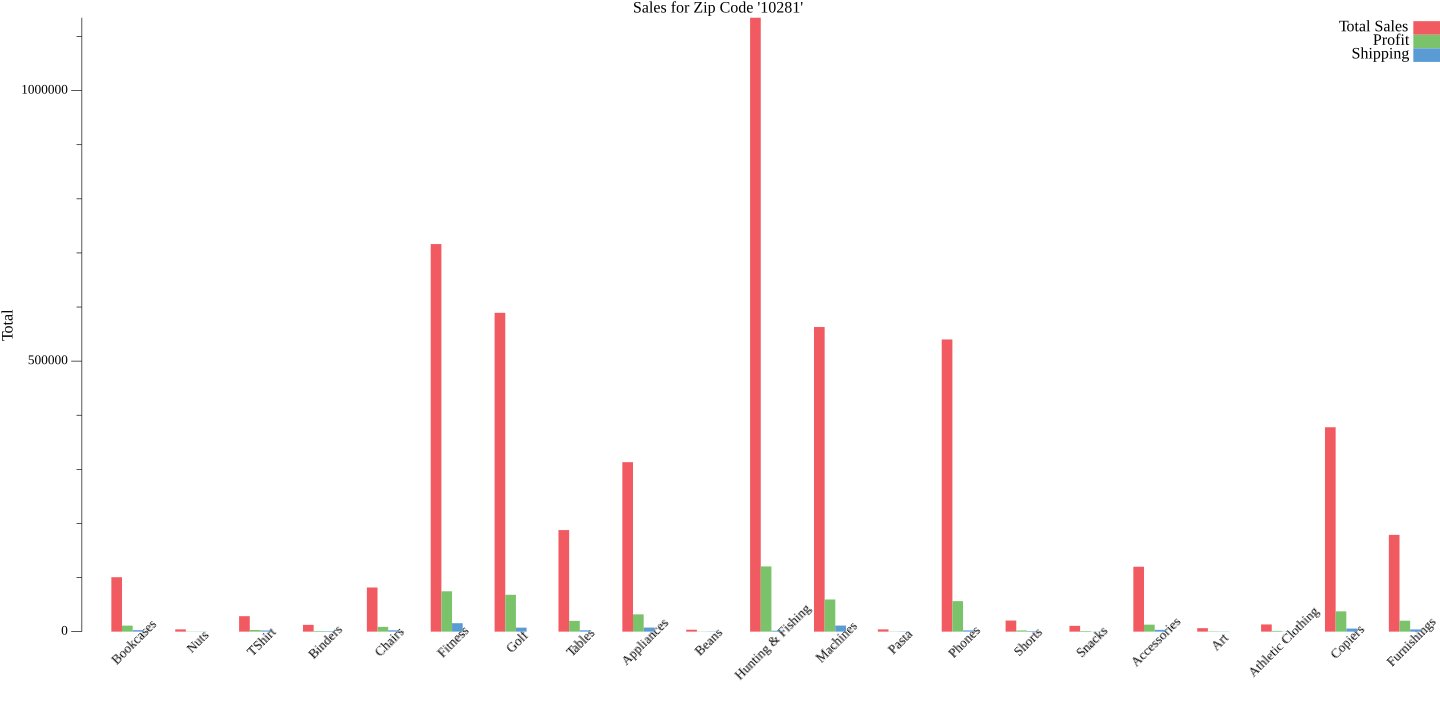 Sales for Zip Code '10281'
Total Sales
Profit
Shipping
1000000
500000
0
Total
Bookcases
Nuts
TShirt
Binders
Chairs
Fitness
Golf
Tables
Appliances
Beans
Hunting & Fishing
Machines
Pasta
Phones
Shorts
Snacks
Accessories
Art
Athletic Clothing
Copiers
Furnishings